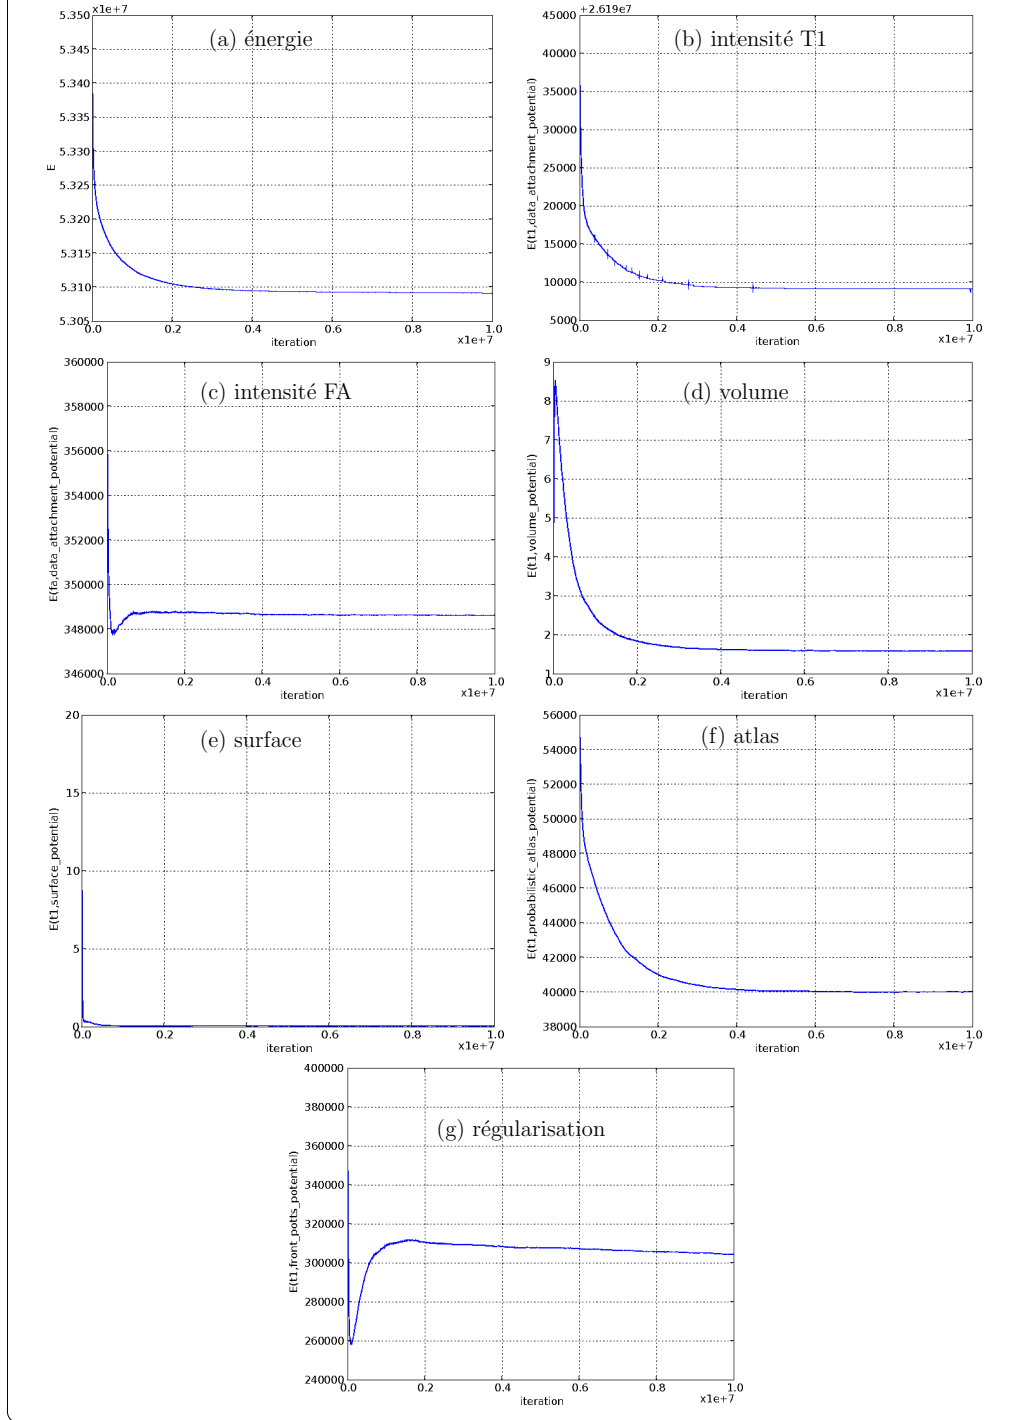 x1e+7
(a) énergie
5.350
5.345
5.340
5.335
5.330
5.325
5.320
5.315
5.310
5.305
E
0.0 0.2 0.4 0.6 0.8 1.0
iteration
x1e+7
+2.619e7
(b) intensité T1
45000
40000
35000
30000
25000
20000
15000
10000
5000
E(t1,data_attachment_potential)
0.0 0.2 0.4 0.6 0.8 1.0
iteration
x1e+7
(c) intensité FA
360000
358000
356000
354000
352000
350000
348000
346000
E(fa,data_attachment_potential)
0.0 0.2 0.4 0.6 0.8 1.0
iteration
x1e+7
(d) volume
9
8
7
6
5
4
3
2
1
E(t1,volume_potential)
0.0 0.2 0.4 0.6 0.8 1.0
iteration
x1e+7
(e) surface
20
15
10
5
0
E(t1,surface_potential)
0.0 0.2 0.4 0.6 0.8 1.0
iteration
x1e+7
(f) atlas
56000
54000
52000
50000
48000
46000
44000
42000
40000
38000
E(t1,probabilistic_atlas_potential)
0.0 0.2 0.4 0.6 0.8 1.0
iteration
x1e+7
(g) régularisation
400000
380000
360000
340000
320000
300000
280000
260000
240000
E(t1,front_potts_potential)
0.0 0.2 0.4 0.6 0.8 1.0
iteration
x1e+7